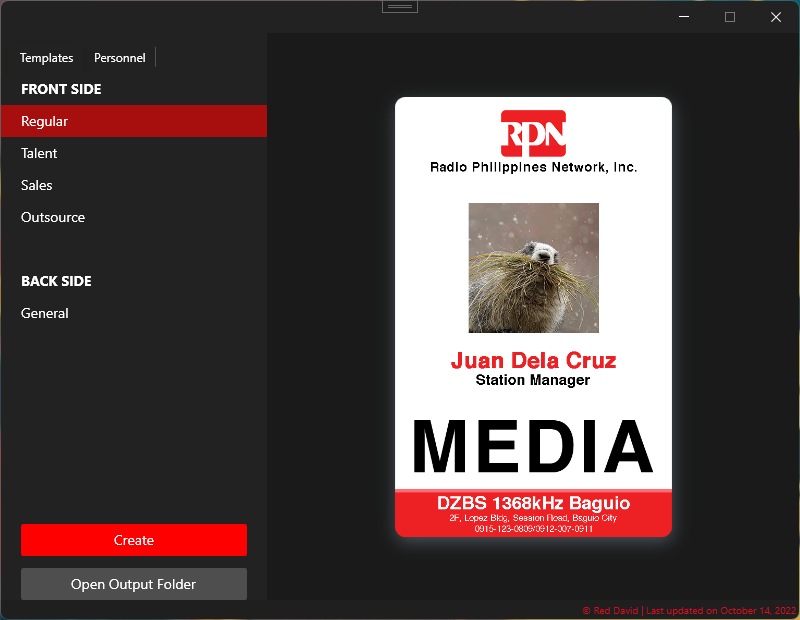 Templates Personnel
FRONT SIDE
Regular
Talent
Sales
Outsource
BACK SIDE
General
Create
Open Output Folder
RPN
Radio Philippines Network, Inc.
Juan Dela Cruz
Station Manager
MEDIA
DZBS 1368kHz Baguio
2F, Lopez Bldg, Session Road, Baguio City
0915-123-0809/0912-007-0911
© Red David | Last updated on October 14, 2022